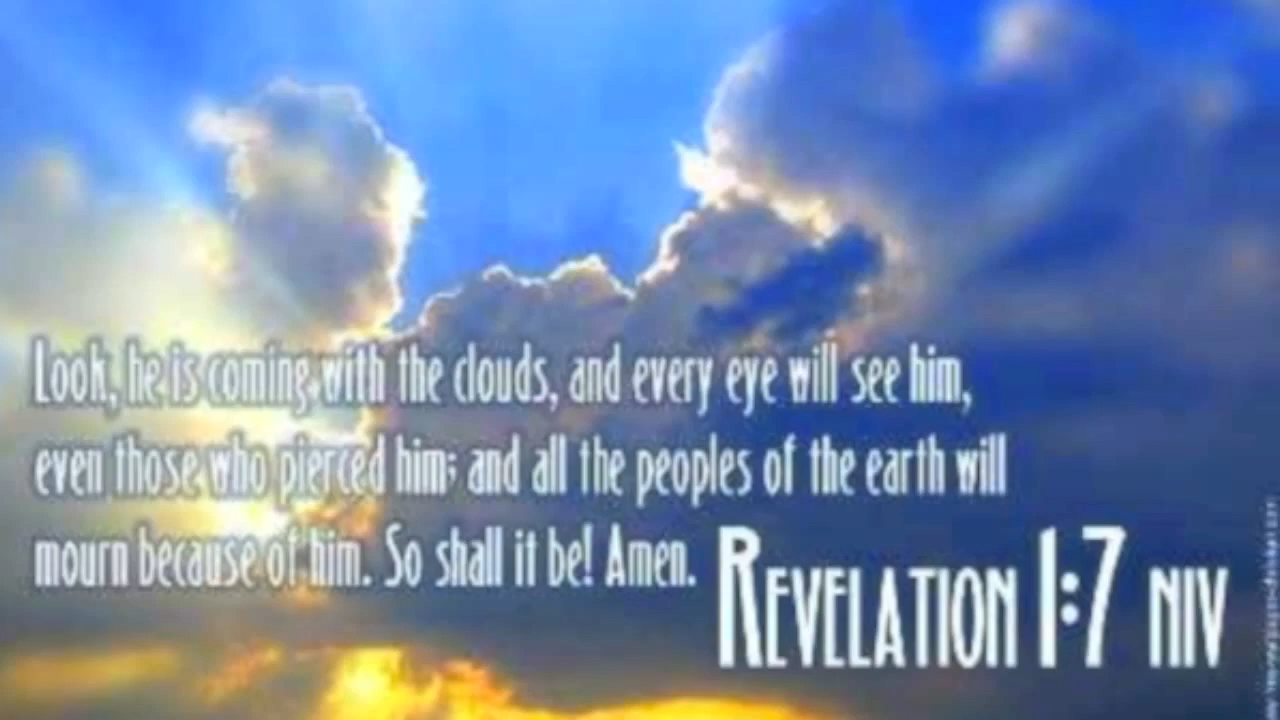 Look, he is coming with the clouds, and every eye will see him,
even those who pierced him; and all the peoples of the earth will
mourn because of him. So shall it be! Amen.
REVELATION 1:7 NIV